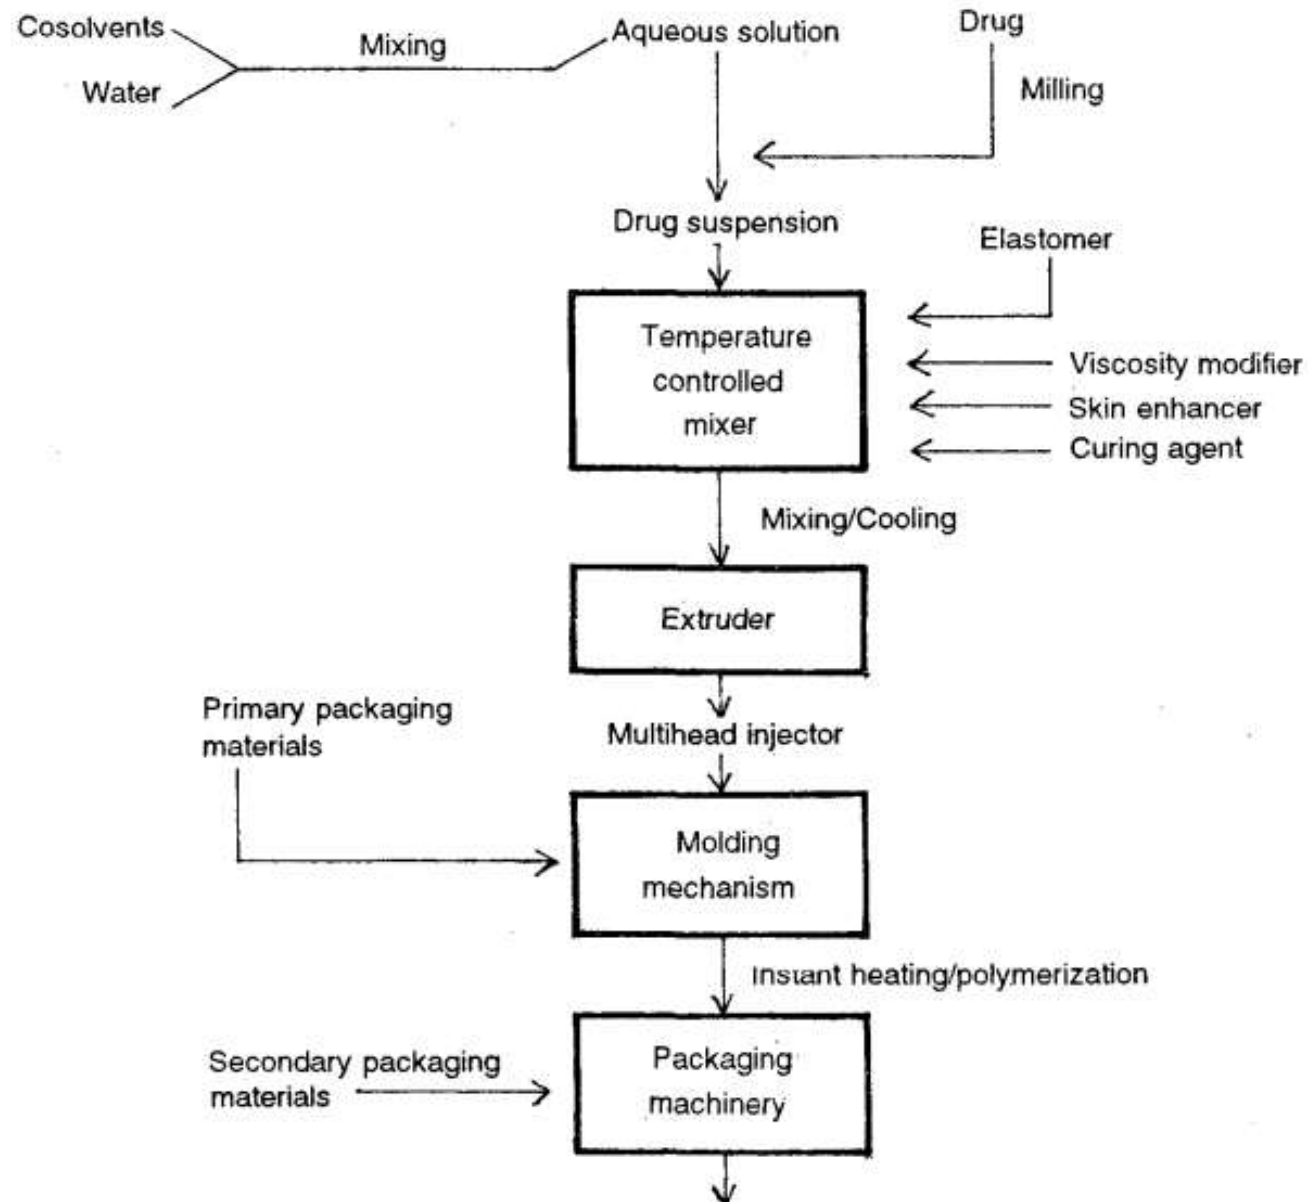 Cosolvents
Mixing
Aqueous solution
Drug
Water
Milling
Drug suspension
Elastomer
Temperature
controlled
mixer
Viscosity modifier
Skin enhancer
Curing agent
Mixing/Cooling
Extruder
Primary packaging
materials
Multihead injector
Molding
mechanism
Instant heating/polymerization
Secondary packaging
materials
Packaging
machinery